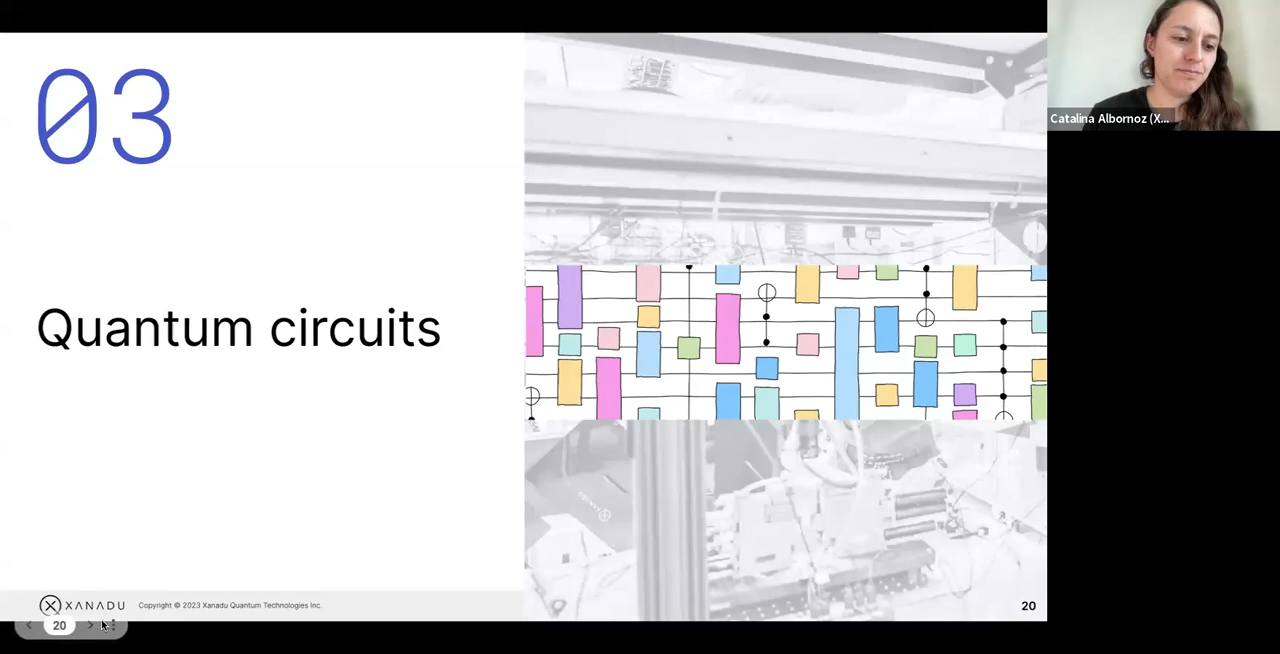 03
Catalina Albornoz (X...
Quantum circuits
XANADU
Copyright © 2023 Xanadu Quantum Technologies Inc.
20
20